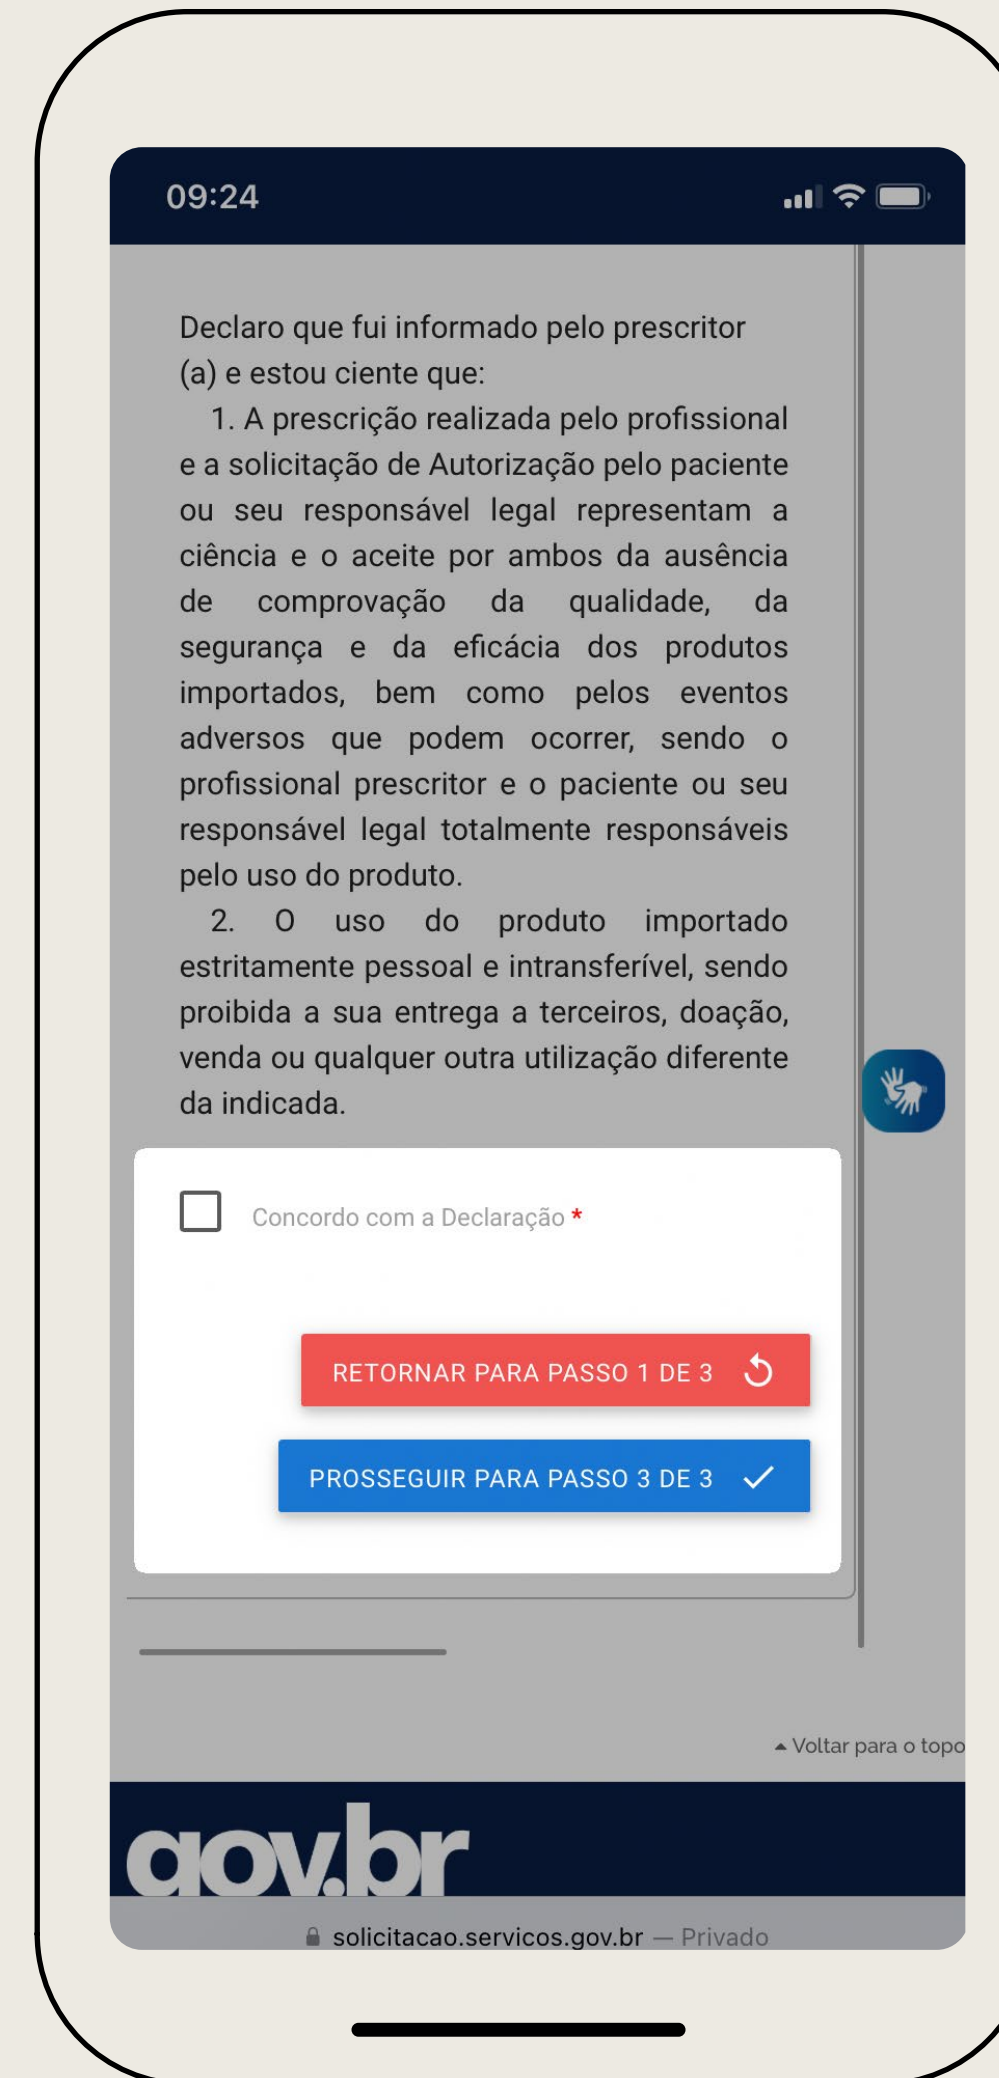 09:24
Declaro que fui informado pelo prescritor
(a) e estou ciente que:
1. A prescrição realizada pelo profissional
e a solicitação de Autorização pelo paciente
ou seu responsável legal representam a
ciência e o aceite por ambos da ausência
de comprovação da qualidade, da
segurança e da eficácia dos produtos
importados, bem como pelos eventos
adversos que podem ocorrer, sendo o
profissional prescritor e o paciente ou seu
responsável legal totalmente responsáveis
pelo uso do produto.
2. O uso do produto importado
estritamente pessoal e intransferível, sendo
proibida a sua entrega a terceiros, doação,
venda ou qualquer outra utilização diferente
da indicada.
Concordo com a Declaração *
RETORNAR PARA PASSO 1 DE 3
PROSSEGUIR PARA PASSO 3 DE 3
Voltar para o topo
gov.br
solicitacao.servicos.gov.br — Privado